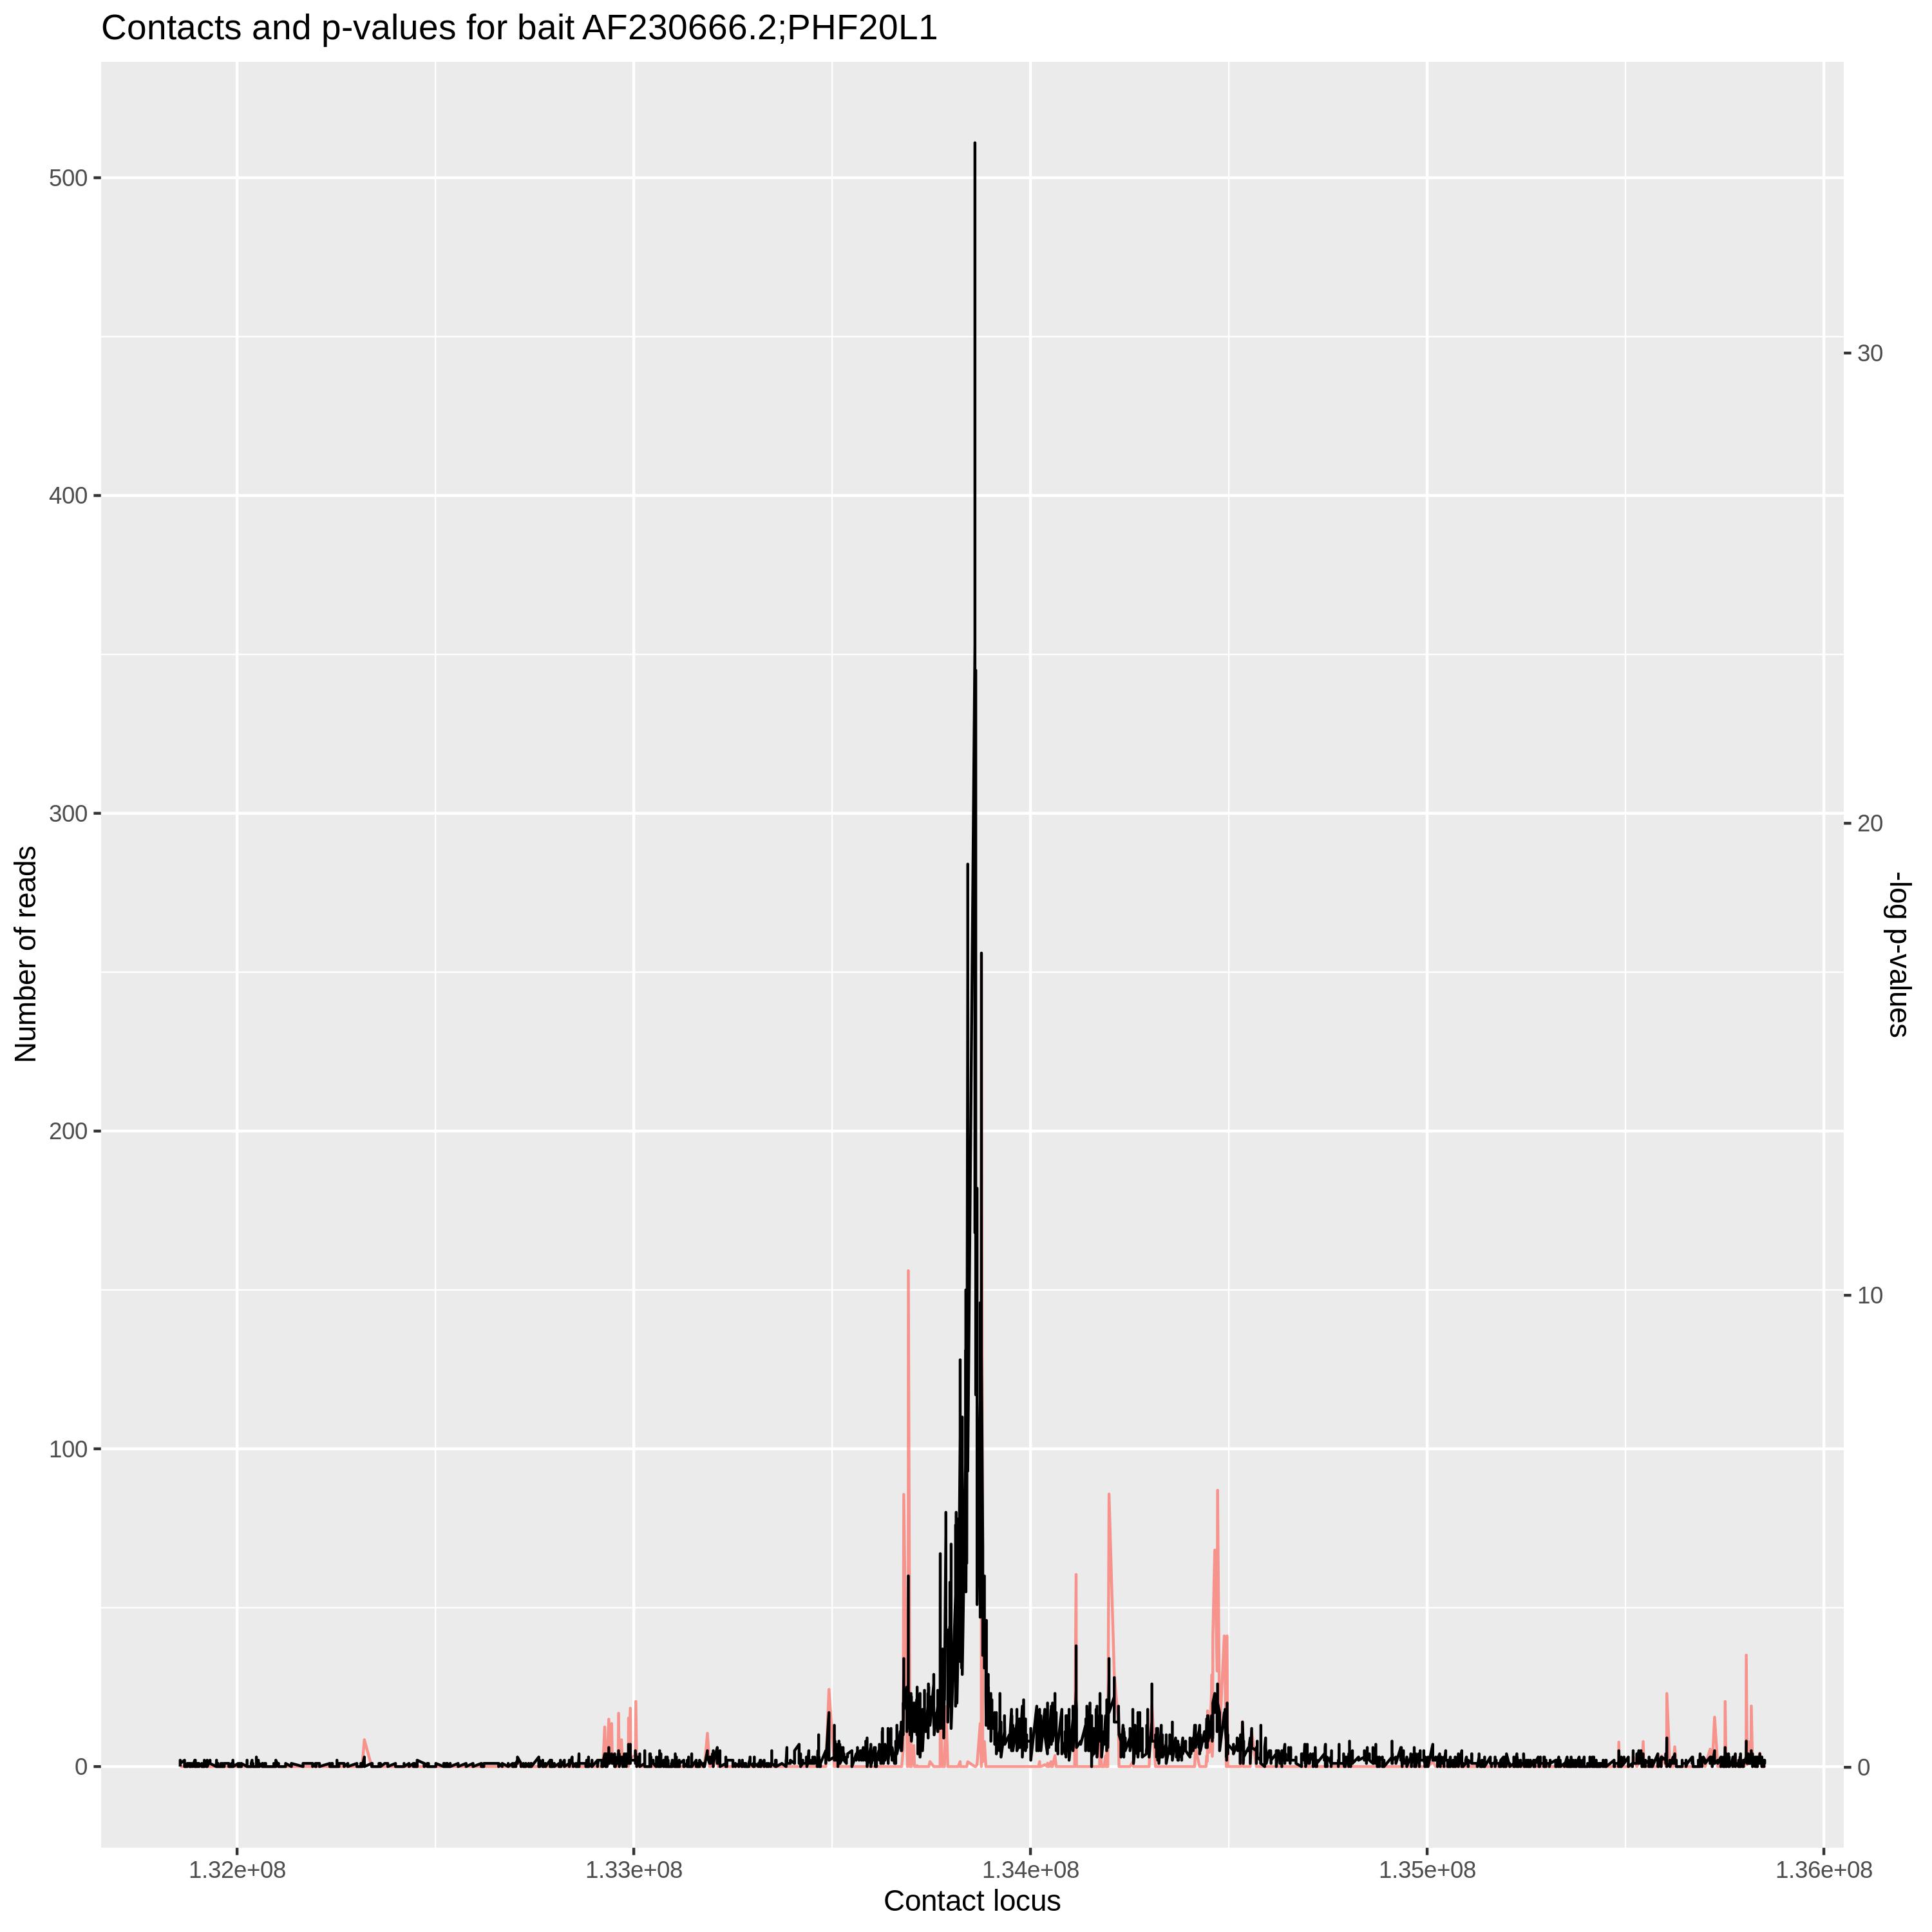 Contacts and p-values for bait AF230666.2;PHF20L1
500
400
300
200
100
0
Number of reads
30
20
10
0
-log p-values
1.32e+08
1.33e+08
1.34e+08
1.35e+08
1.36e+08
Contact locus